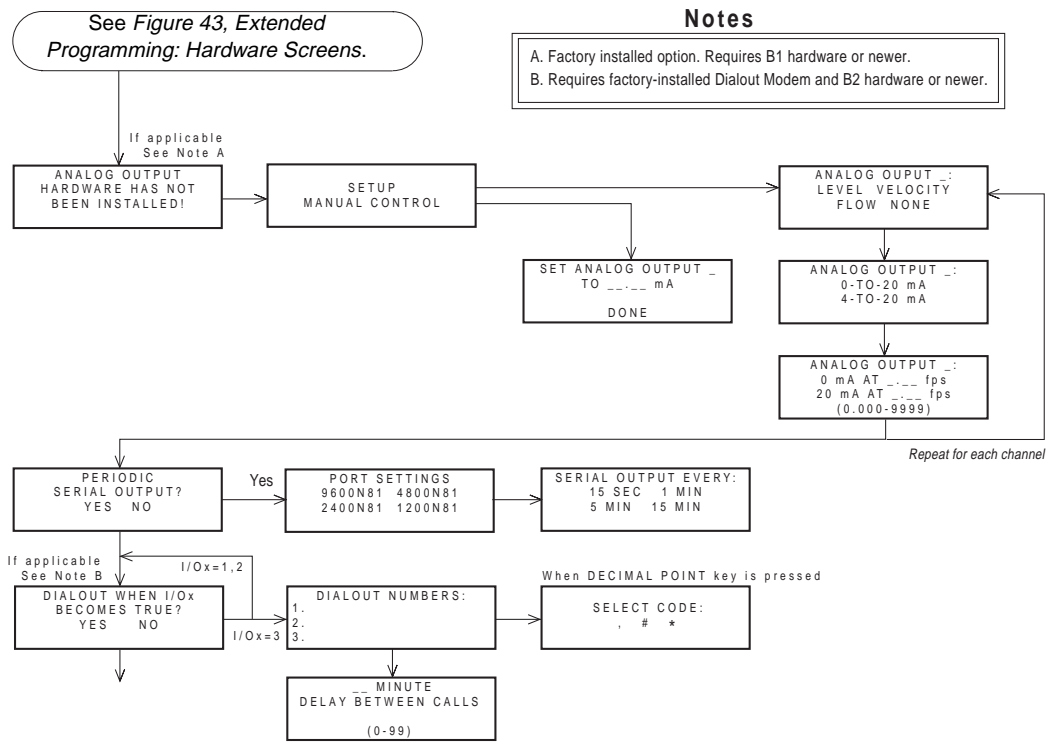 See Figure 43, Extended
Programming: Hardware Screens.
Notes
A. Factory installed option. Requires B1 hardware or newer.
B. Requires factory-installed Dialout Modem and B2 hardware or newer.
If applicable
See Note A
ANALOG OUTPUT
HARDWARE HAS NOT
BEEN INSTALLED!
SETUP
MANUAL CONTROL
ANALOG OUPUT _:
LEVEL VELOCITY
FLOW NONE
SET ANALOG OUTPUT _
TO __.__ mA
DONE
ANALOG OUTPUT _:
0-TO-20 mA
4-TO-20 mA
ANALOG OUTPUT _:
0 mA AT _.__ fps
20 mA AT _.__ fps
(0.000-9999)
Repeat for each channel
PERIODIC
SERIAL OUTPUT?
YES NO
Yes
PORT SETTINGS
9600N81 4800N81
2400N81 1200N81
SERIAL OUTPUT EVERY:
15 SEC 1 MIN
5 MIN 15 MIN
If applicable
See Note B
I/Ox=1,2
DIALOUT WHEN I/Ox
BECOMES TRUE?
YES NO
I/Ox=3
DIALOUT NUMBERS:
1.
2.
3.
When DECIMAL POINT key is pressed
SELECT CODE:
, # *
__ MINUTE
DELAY BETWEEN CALLS
(0-99)